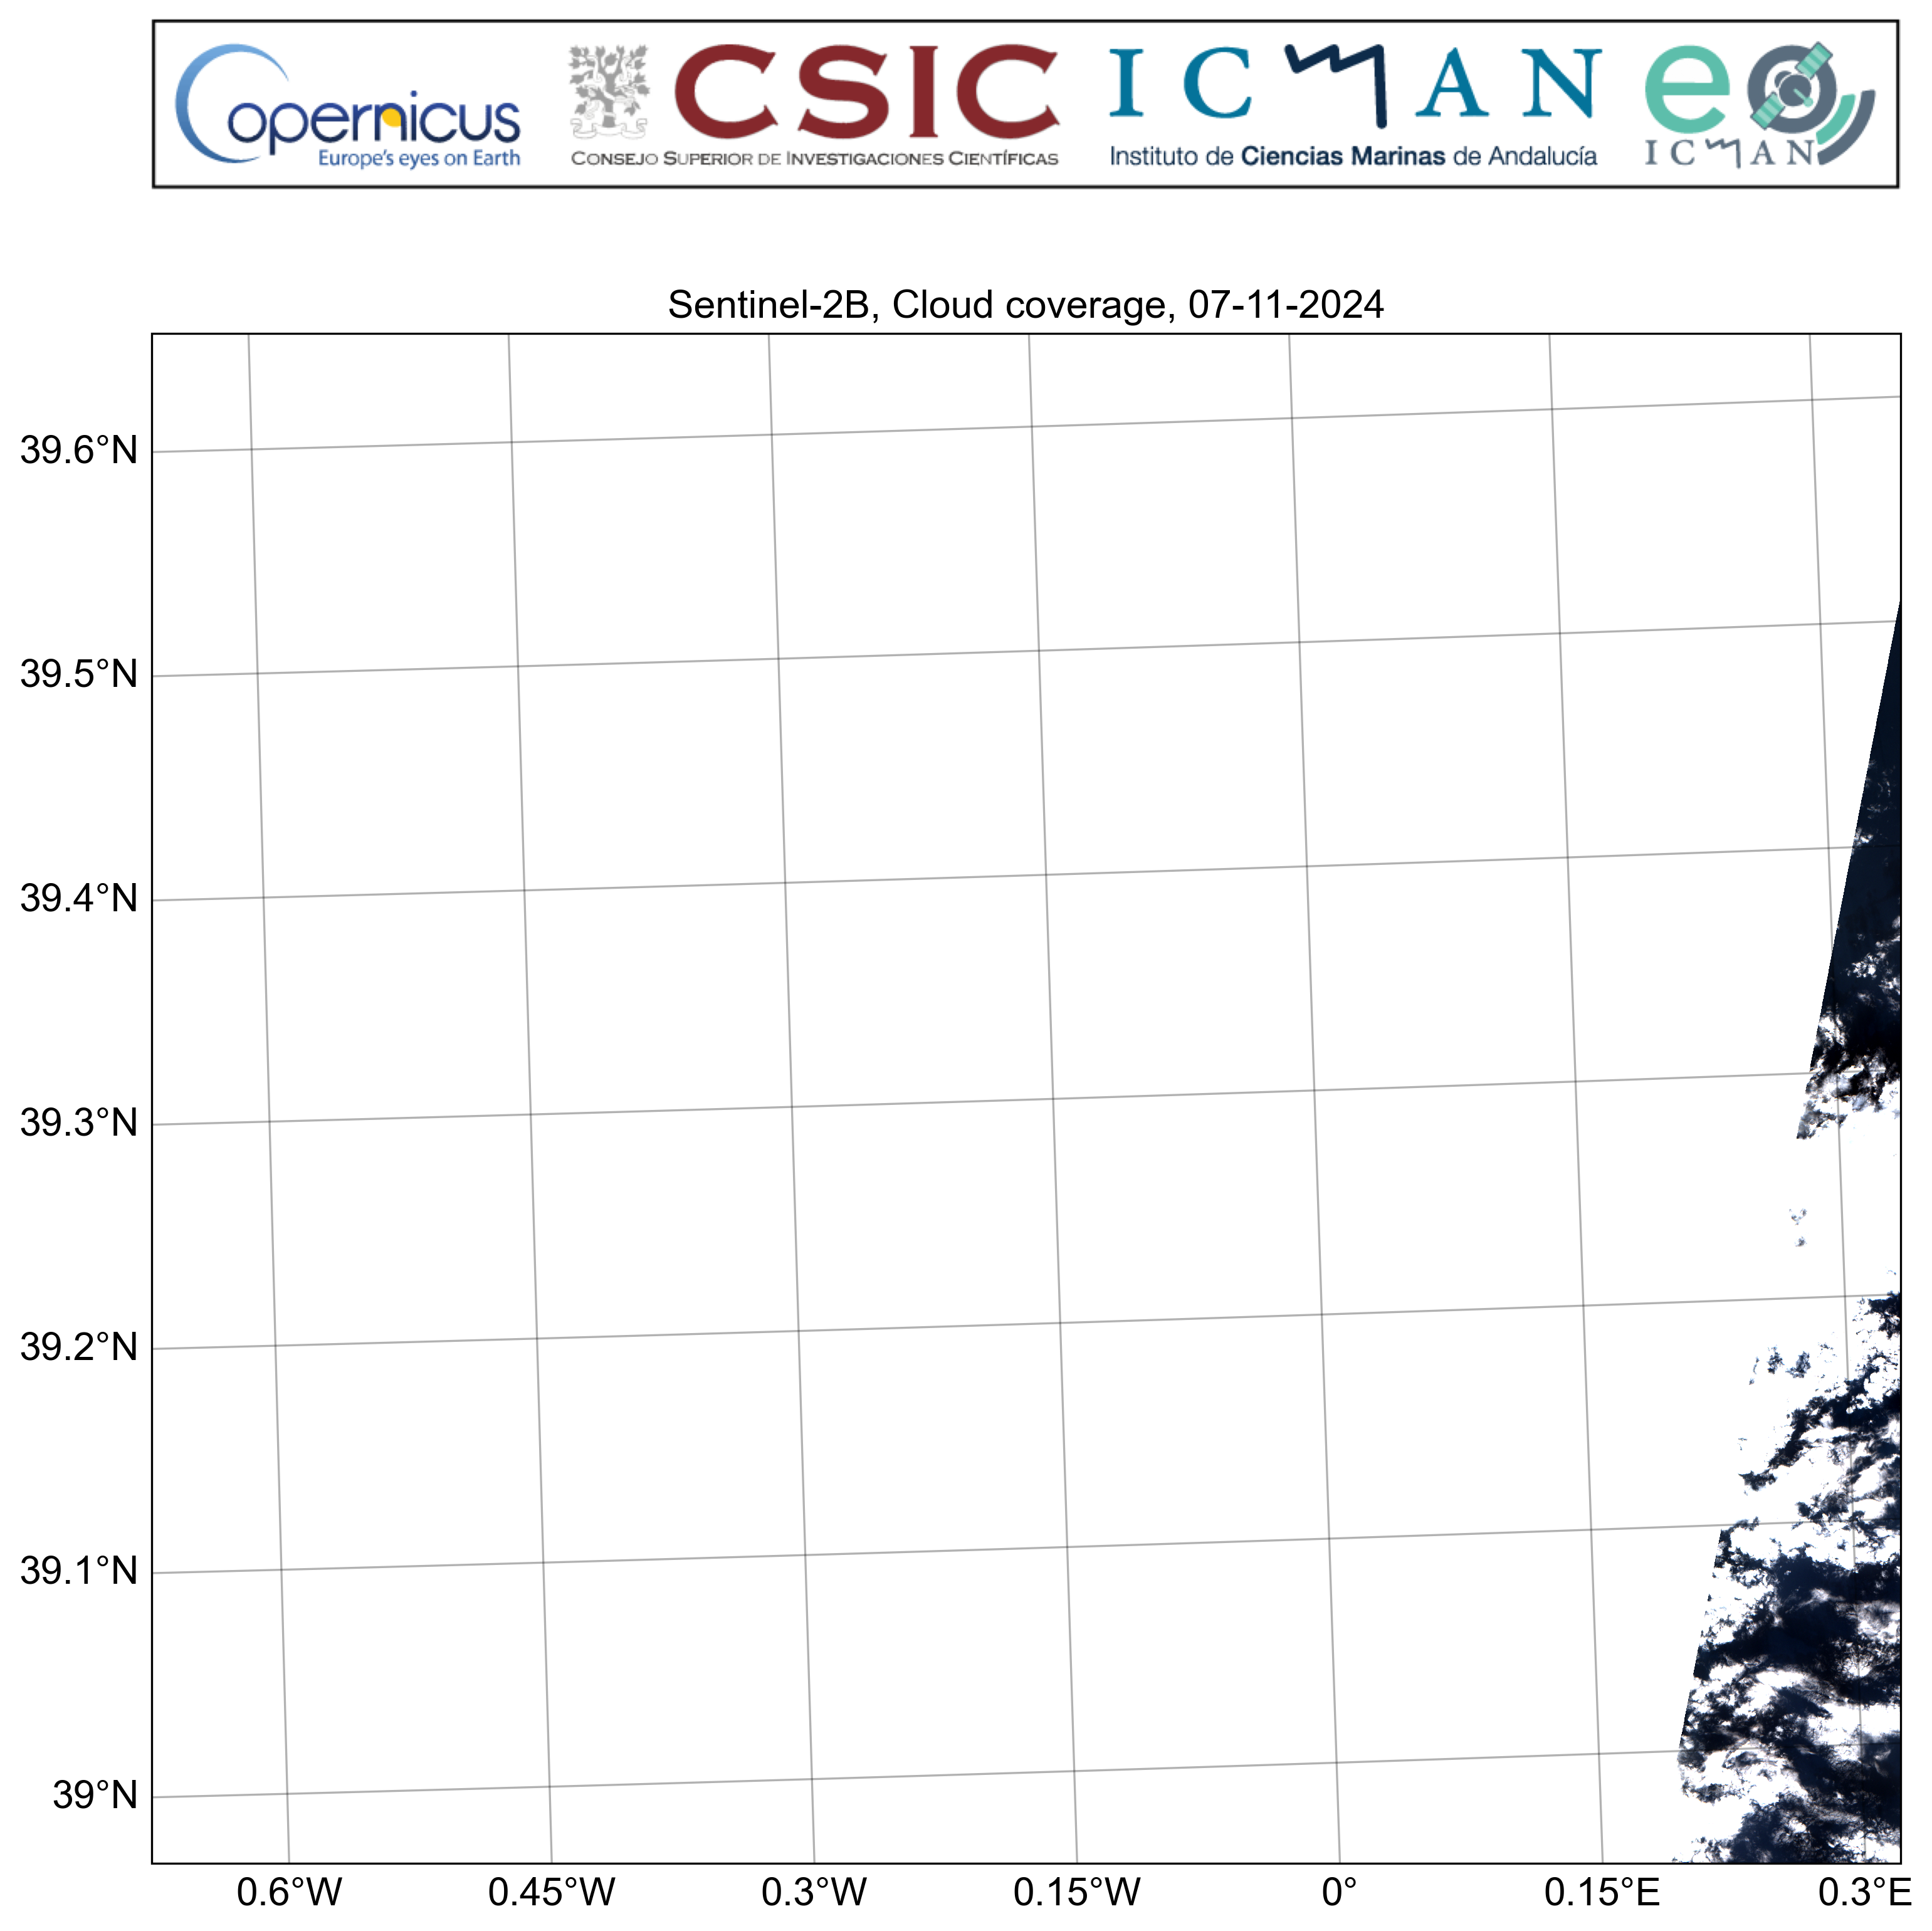 Copernicus
Europe's eyes on Earth
CSIC
CONSEJO SUPERIOR DE INVESTIGACIONES CIENTÍFICAS
ICMAN
Instituto de Ciencias Marinas de Andalucía
eo
ICMAN
Sentinel-2B, Cloud coverage, 07-11-2024
39.6°N
39.5°N
39.4°N
39.3°N
39.2°N
39.1°N
39°N
0.6°W 0.45°W 0.3°W 0.15°W 0° 0.15°E 0.3°E